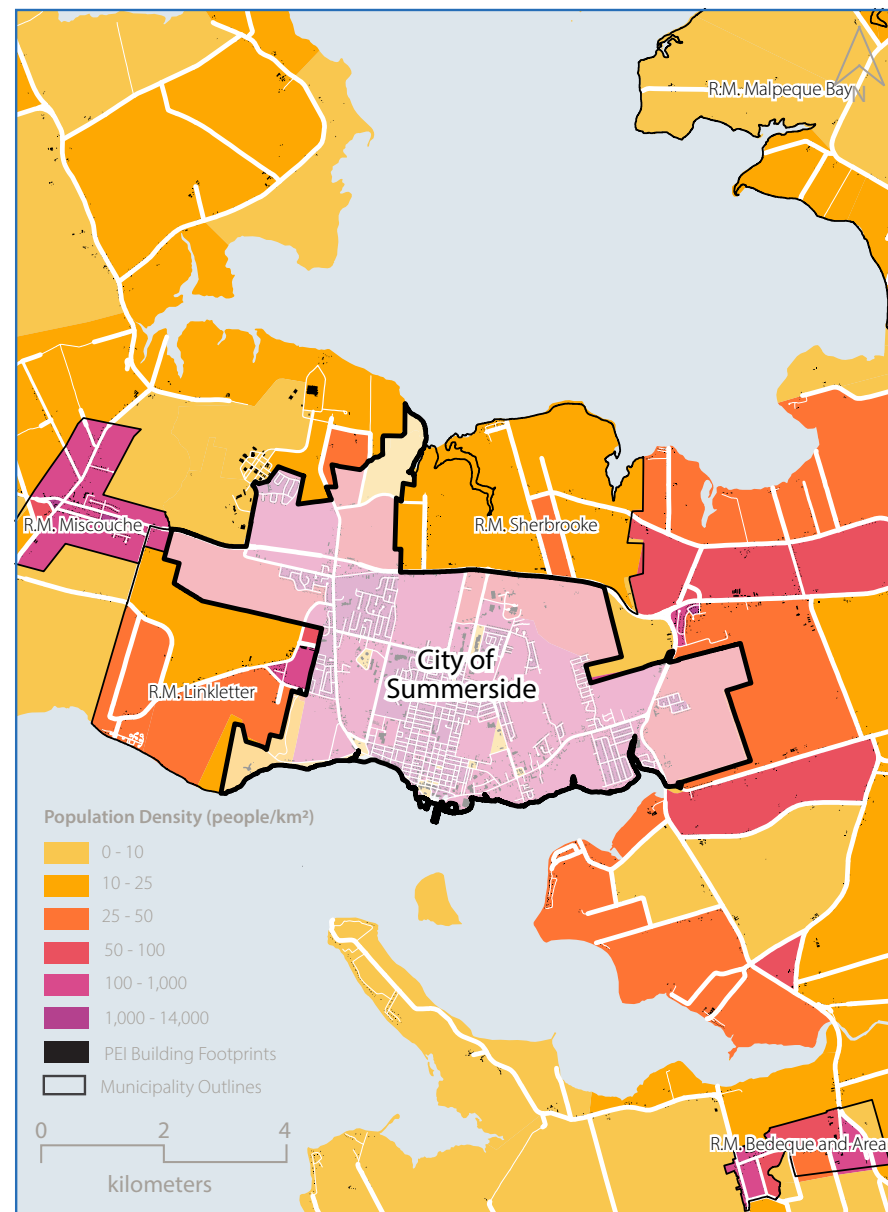 R.M. Malpeque Bay
N
R.M. Miscouche
R.M. Sherbrooke
City of
Summerside
R.M. Linkletter
Population Density (people/km²)
0 - 10
10 - 25
25 - 50
50 - 100
100 - 1,000
1,000 - 14,000
PEI Building Footprints
Municipality Outlines
0 2 4
kilometers
R.M. Bedeque and Area